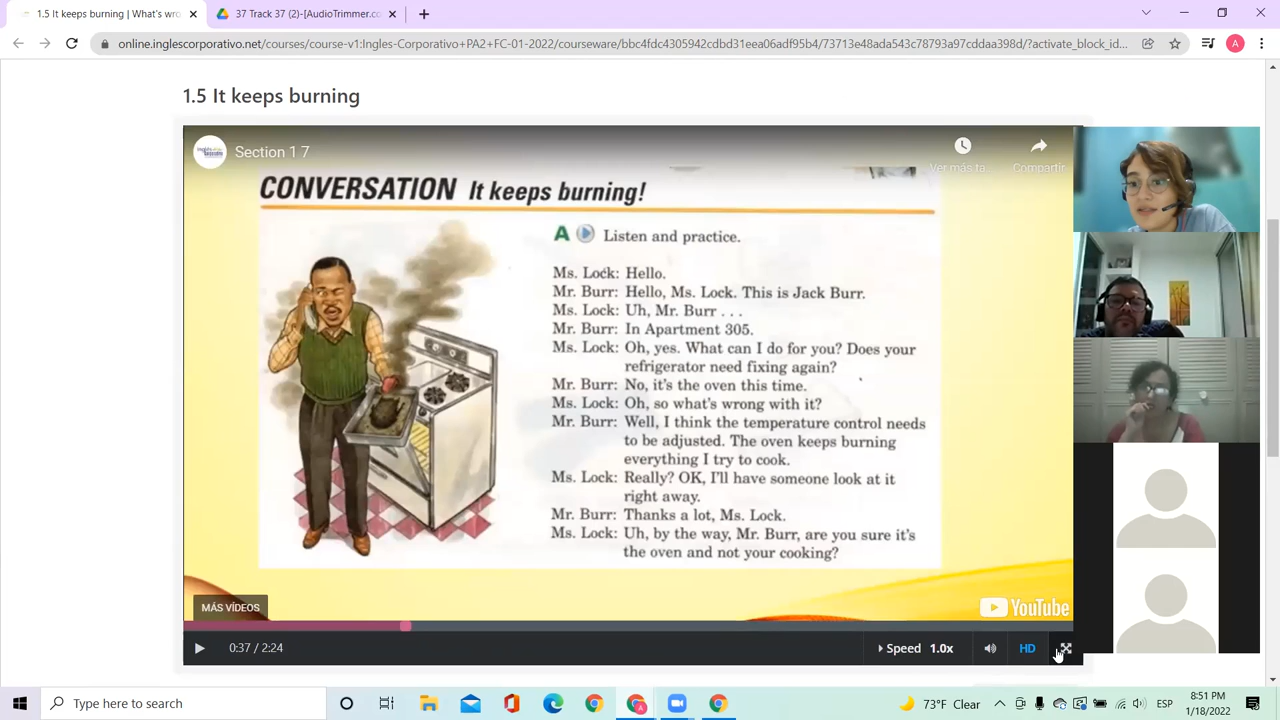 1.5 It keeps burning | What's wro
37 Track 37 (2)-[AudioTrimmer.co
online.inglescorporativo.net/courses/course-v1:Ingles-Corporativo+PA2+FC.01-2022/courseware/bbc4fdc4305942cdbd31eea06adf95b4/73713e48ada543c78793a97cddaa398d/?activate_block_id...
A
1.5 It keeps burning
Section 1 7
Ver más ta...
Compartir
CONVERSATION It keeps burning!
A Listen and practice.
Ms. Lock: Hello.
Mr. Burr: Hello, Ms. Lock. This is Jack Burr.
Ms. Lock: Uh, Mr. Burr . . .
Mr. Burr: In Apartment 305.
Ms. Lock: Oh, yes. What can I do for you? Does your
refrigerator need fixing again?
Mr. Burr: No, it's the oven this time.
Ms. Lock: Oh, so what's wrong with it?
Mr. Burr: Well, I think the temperature control needs
to be adjusted. The oven keeps burning
everything I try to cook.
Ms. Lock: Really? OK, I'll have someone look at it
right away.
Mr. Burr: Thanks a lot, Ms. Lock.
Ms. Lock: Uh, by the way, Mr. Burr, are you sure it's
the oven and not your cooking?
MÁS VÍDEOS
YouTube
0:37 / 2:24
Speed 1.0x
HD
Type here to search
73°F Clear
ESP
8:51 PM
1/18/2022